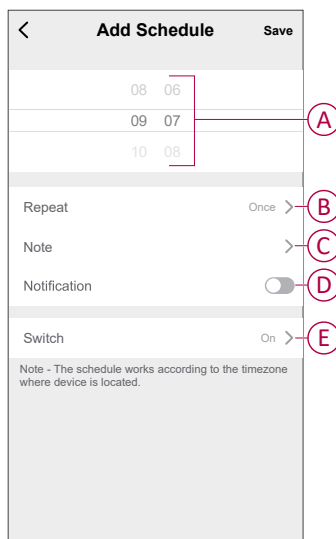 Add Schedule Save
08 06
09 07
10 08
A
Repeat Once B
Note C
Notification D
Switch On E
Note - The schedule works according to the timezone
where device is located.